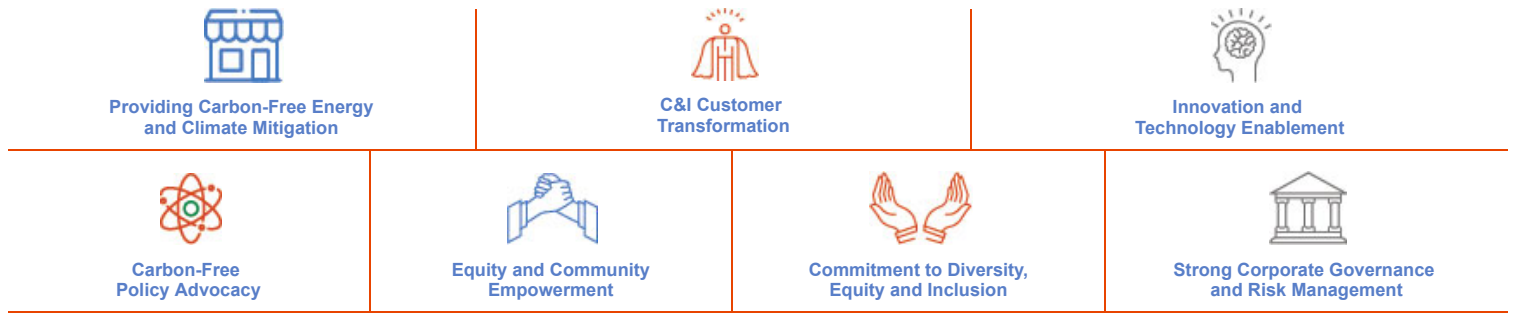 Providing Carbon-Free Energy
and Climate Mitigation
C&I Customer
Transformation
Innovation and
Technology Enablement
Carbon-Free
Policy Advocacy
Equity and Community
Empowerment
Commitment to Diversity,
Equity and Inclusion
Strong Corporate Governance
and Risk Management